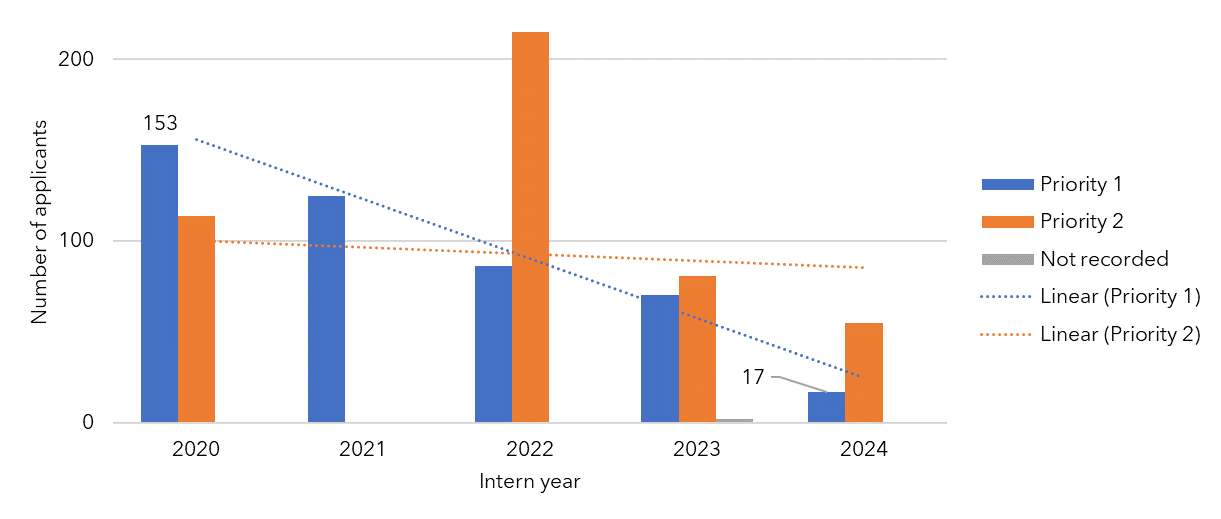 200
153
100
17
0
Number of applicants
2020 2021 2022 2023 2024
Intern year
Priority 1
Priority 2
Not recorded
Linear (Priority 1)
Linear (Priority 2)